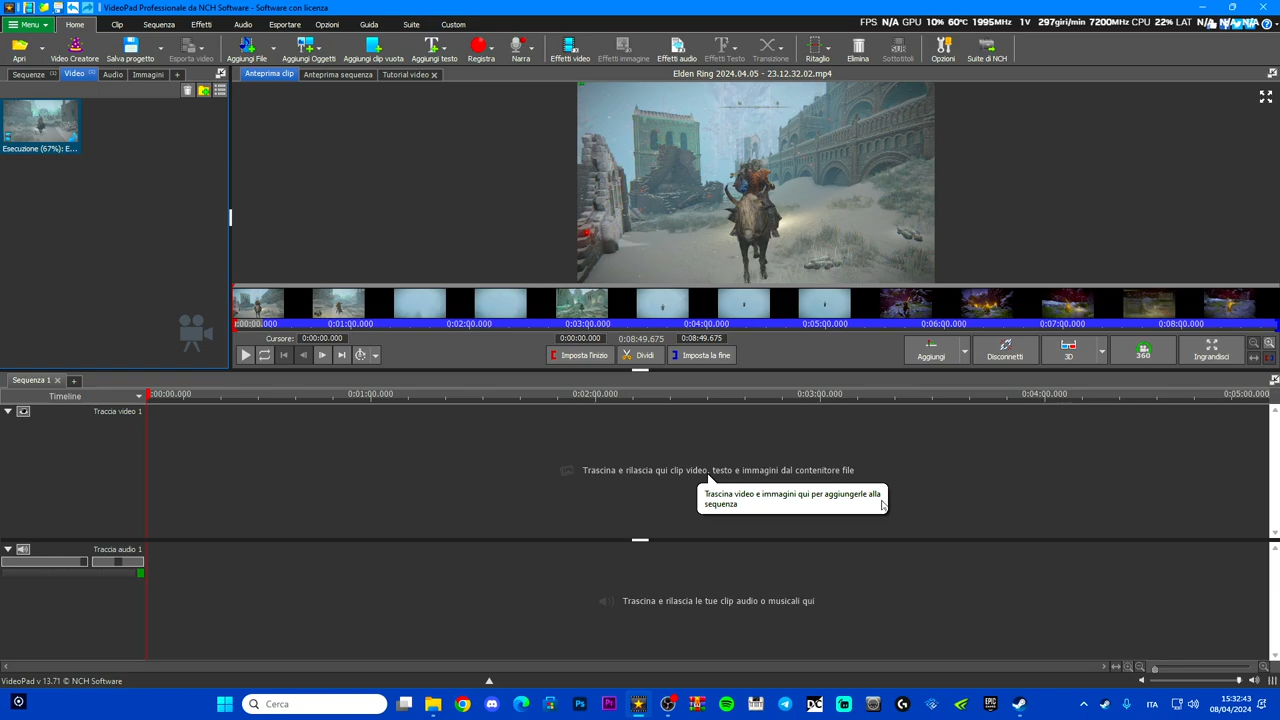 VideoPad Professionale da NCH Software - Software con licenza
Menu Home Clip Sequenza Effetti Audio Esportare Opzioni Guida Suite Custom
FPS N/A GPU 10% 60°C 1995MHz 1V 297giri/min 7200MHz CPU 22% LAT N/A N/A N/A
Apri Video Creatore Salva progetto Esporta video Aggiungi File Aggiungi Oggetti Aggiungi clip vuota Aggiungi testo Registra Narra Effetti video Effetti immagine Effetti audio Effetti Testo Transizione Ritaglio Elimina Sottotitoli Opzioni Suite di NCH
Sequenze Video Audio Immagini + Anteprima clip Anteprima sequenza Tutorial video Elden Ring 2024.04.05 - 23.12.32.02.mp4
Esecuzione (67%): E...
0:00:00.000 0:01:00.000 0:02:00.000 0:03:00.000 0:04:00.000 0:05:00.000 0:06:00.000 0:07:00.000 0:08:00.000
Cursore: 0:00:00.000 0:00:00.000 0:08:49.675 0:08:49.675
Imposta l'inizio Dividi Imposta la fine Aggiungi Disconnetti 3D 360 Ingrandisci
Sequenza 1 +
Timeline :00:00.000 0:01:00.000 0:02:00.000 0:03:00.000 0:04:00.000 0:05:00.000
Traccia video 1
Trascina e rilascia qui clip video, testo e immagini dal contenitore file
Trascina video e immagini qui per aggiungerle alla
sequenza
Traccia audio 1
Trascina e rilascia le tue clip audio o musicali qui
VideoPad v 13.71 © NCH Software
Cerca
15:32:43
08/04/2024